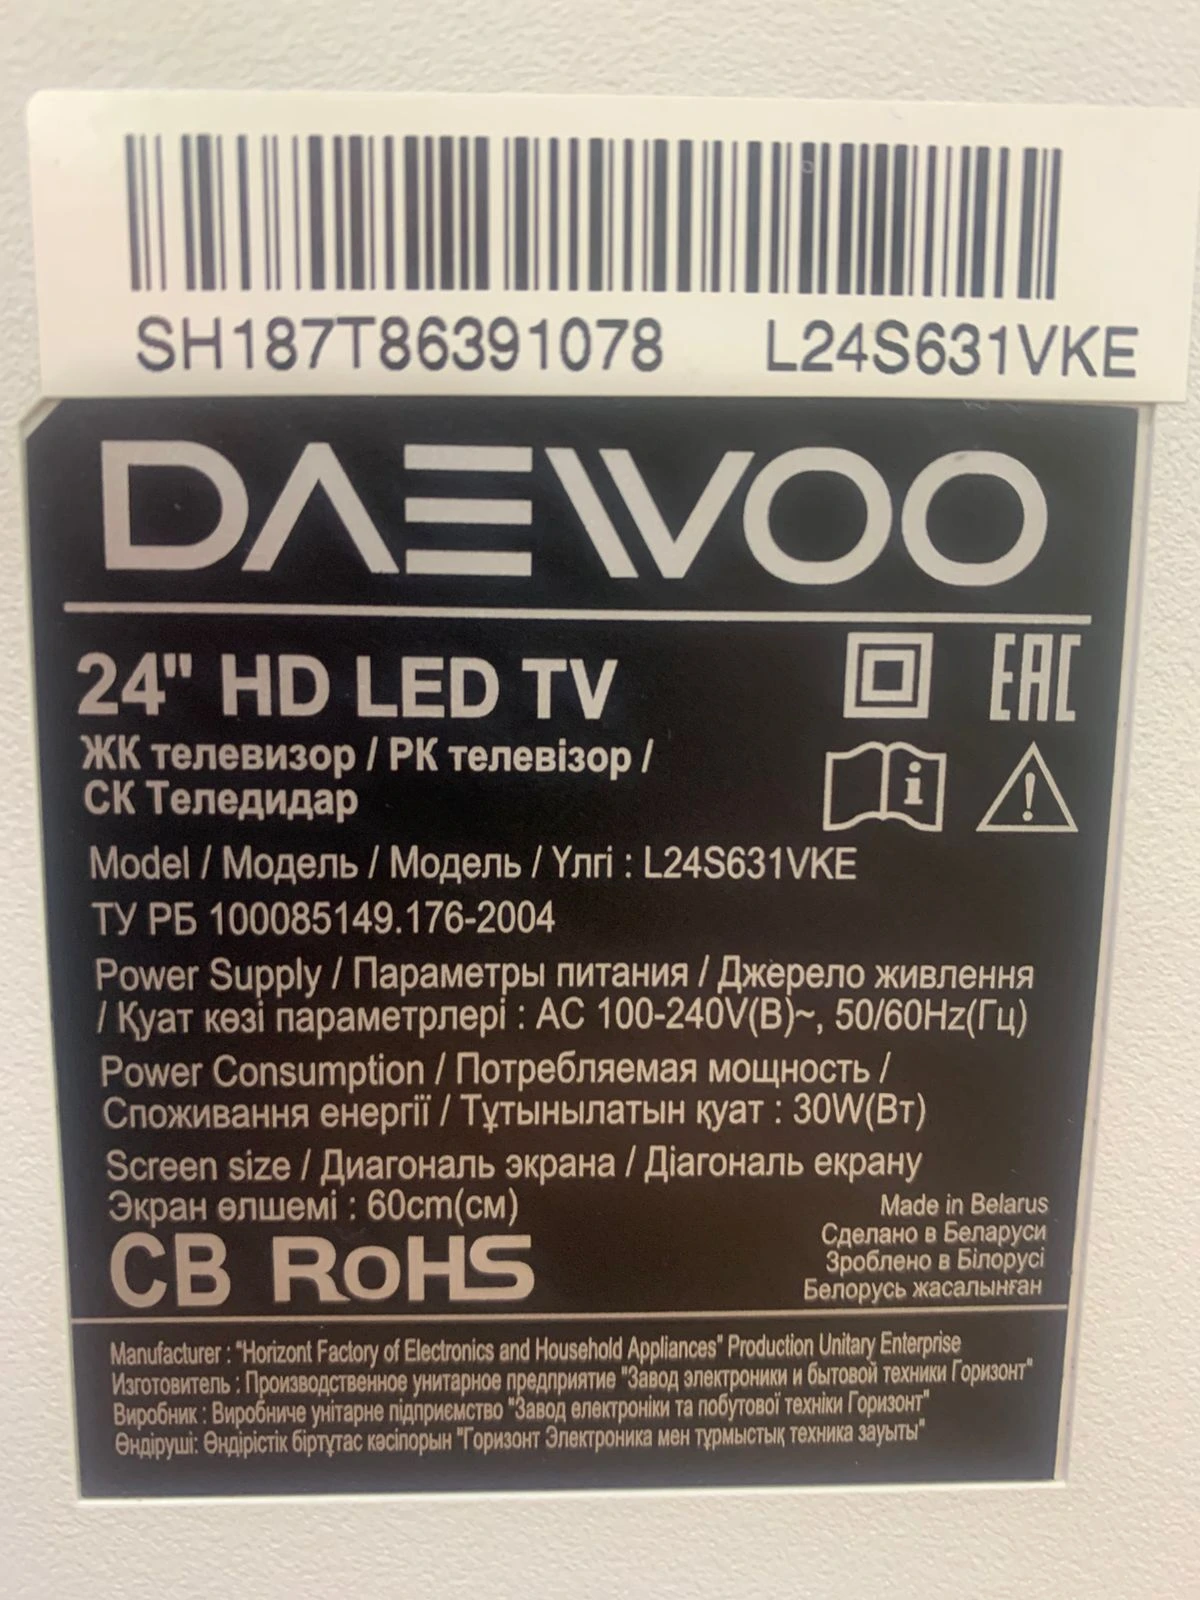 SH187T86391078 L24S631VKE
DAEWOO
24" HD LED TV
EAC
ЖК телевизор / РК телевізор /
СК Теледидар
i
!
Model / Модель / Модель / Үлгі : L24S631VKE
ТУ РБ 100085149.176-2004
Power Supply / Параметры питания / Джерело живлення
/ Қуат көзі параметрлері : AC 100-240V(B)~, 50/60Hz(Гц)
Power Consumption / Потребляемая мощность /
Споживання енергії / Тұтынылатын қуат : 30W(Вт)
Screen size / Диагональ экрана / Діагональ екрану
Экран өлшемі : 60cm(см)
CB RoHS
Made in Belarus
Сделано в Беларуси
Зроблено в Білорусі
Белорусь жасалынған
Manufacturer : "Horizont Factory of Electronics and Household Appliances" Production Unitary Enterprise
Изготовитель : Производственное унитарное предприятие "Завод электроники и бытовой техники Горизонт"
Виробник : Виробниче унітарне підприємство "Завод електроніки та побутової техніки Горизонт"
Өндіруші: Өндірістік біртұтас кәсіпорын "Горизонт Электроника мен тұрмыстық техника зауыты"